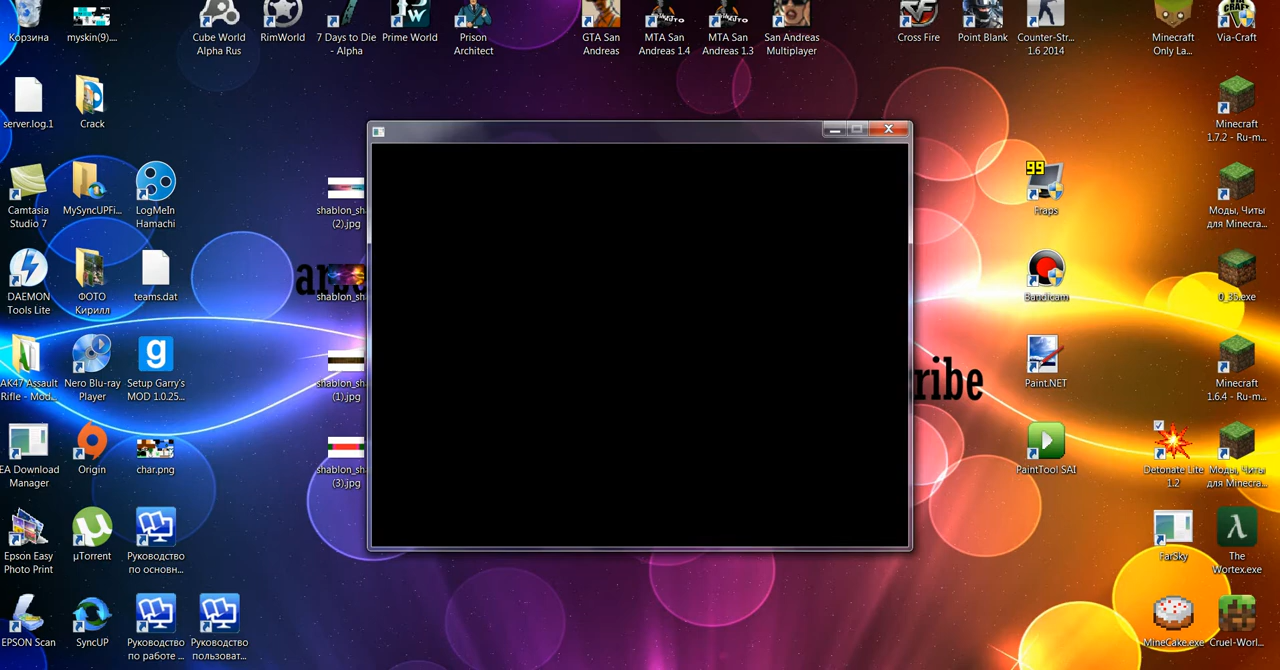 Корзина
myskin(9)....
Cube World
Alpha Rus
RimWorld
7 Days to Die
- Alpha
Prime World
Prison
Architect
GTA San
Andreas
MTA San
Andreas 1.4
MTA San
Andreas 1.3
San Andreas
Multiplayer
Cross Fire
Point Blank
Counter-Str...
1.6 2014
Minecraft
Only La...
Via-Craft
server.log.1
Crack
Minecraft
1.7.2 - Ru-m...
Camtasia
Studio 7
MySyncUPFi...
LogMeIn
Hamachi
shablon_sha
(2).jpg
99
Fraps
Моды, Читы
для Minecra...
DAEMON
Tools Lite
ФОТО
Кирилл
teams.dat
shablon_sha
Bandicam
0_35.exe
AK47 Assault
Rifle - Mod...
Nero Blu-ray
Player
Setup Garry's
MOD 1.0.25...
shablon_sha
(1).jpg
ribe
Paint.NET
Minecraft
1.6.4 - Ru-m...
EA Download
Manager
Origin
char.png
shablon_sha
(3).jpg
PaintTool SAI
Detonate Lite
1.2
Моды, Читы
для Minecra...
Epson Easy
Photo Print
µTorrent
Руководство
по основн...
FarSky
The
Wortex.exe
EPSON Scan
SyncUP
Руководство
по работе ...
Руководство
пользоват...
MineCake.exe
Cruel-Worl...